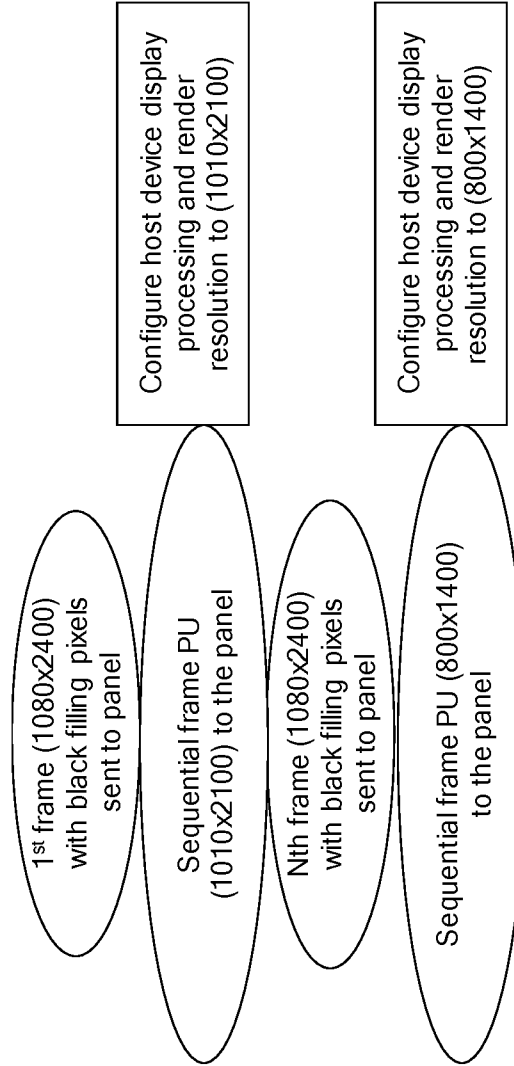 1st frame (1080x2400)
with black filling pixels
sent to panel
Sequential frame PU
(1010x2100) to the panel
Configure host device display
processing and render
resolution to (1010x2100)
Nth frame (1080x2400)
with black filling pixels
sent to panel
Sequential frame PU (800x1400)
to the panel
Configure host device display
processing and render
resolution to (800x1400)